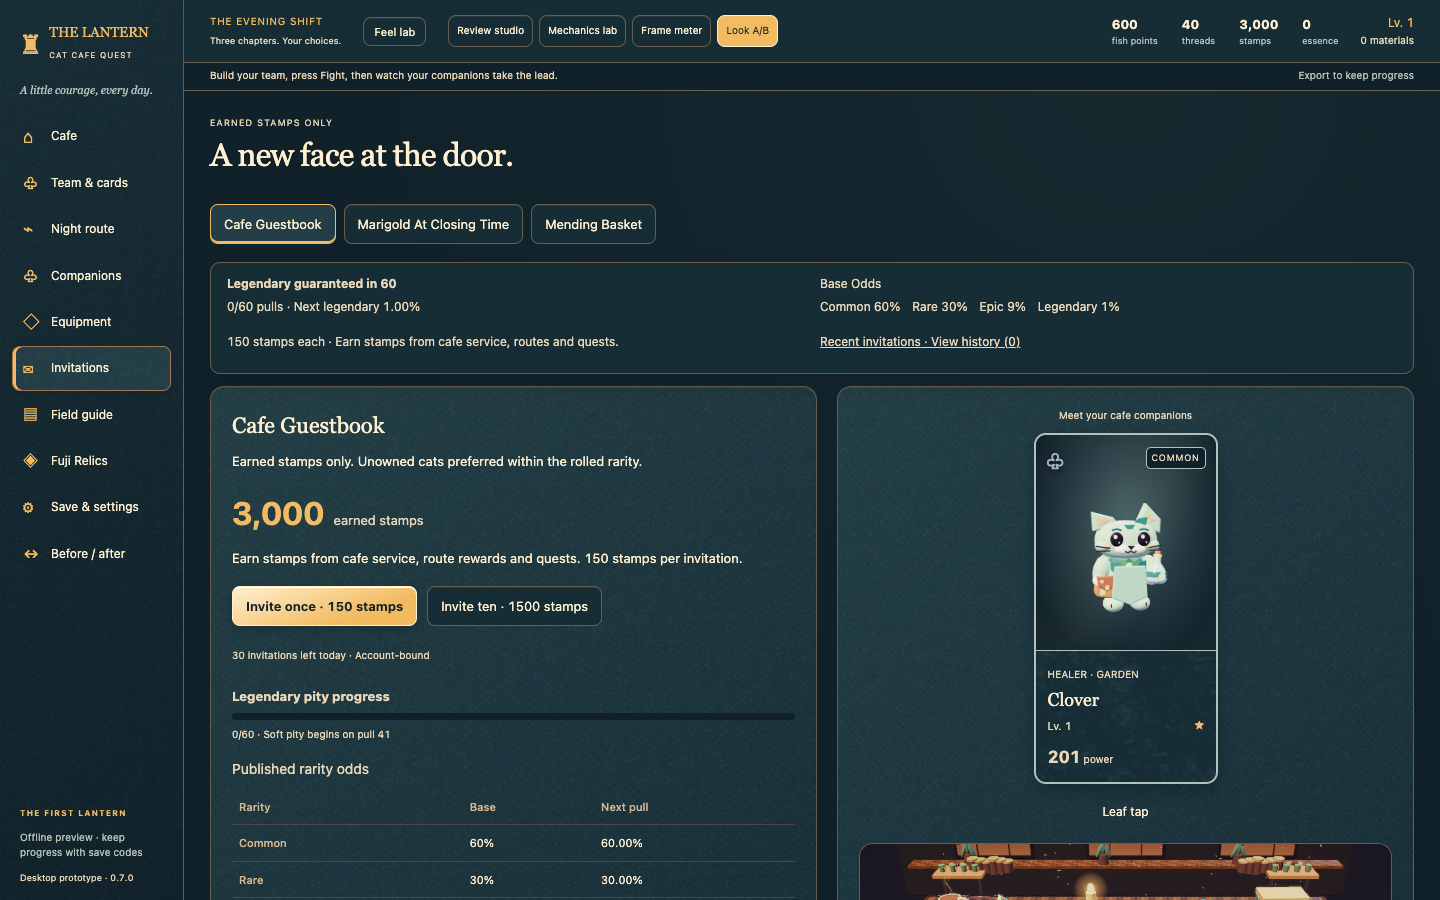 THE LANTERN
CAT CAFE QUEST
A little courage, every day.
Cafe
Team & cards
Night route
Companions
Equipment
Invitations
Field guide
Fuji Relics
Save & settings
Before / after
THE FIRST LANTERN
Offline preview · keep
progress with save codes
Desktop prototype · 0.7.0
THE EVENING SHIFT
Three chapters. Your choices.
Feel lab
Review studio
Mechanics lab
Frame meter
Look A/B
600
fish points
40
threads
3,000
stamps
0
essence
Lv. 1
0 materials
Build your team, press Fight, then watch your companions take the lead.
Export to keep progress
EARNED STAMPS ONLY
A new face at the door.
Cafe Guestbook
Marigold At Closing Time
Mending Basket
Legendary guaranteed in 60
0/60 pulls · Next legendary 1.00%
150 stamps each · Earn stamps from cafe service, routes and quests.
Base Odds
Common 60% Rare 30% Epic 9% Legendary 1%
Recent invitations · View history (0)
Cafe Guestbook
Earned stamps only. Unowned cats preferred within the rolled rarity.
3,000 earned stamps
Earn stamps from cafe service, route rewards and quests. 150 stamps per invitation.
Invite once · 150 stamps
Invite ten · 1500 stamps
30 invitations left today · Account-bound
Legendary pity progress
0/60 · Soft pity begins on pull 41
Published rarity odds
Rarity Base Next pull
Common 60% 60.00%
Rare 30% 30.00%
Meet your cafe companions
COMMON
HEALER · GARDEN
Clover
Lv. 1
201 power
Leaf tap